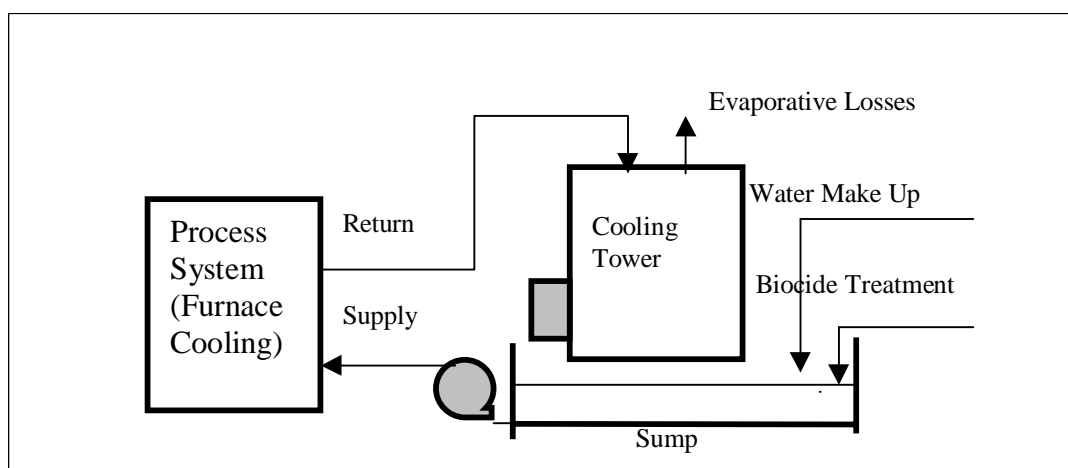 Evaporative Losses
Water Make Up
Cooling
Tower
Return
Process
System
(Furnace
Cooling)
Biocide Treatment
Supply
Sump